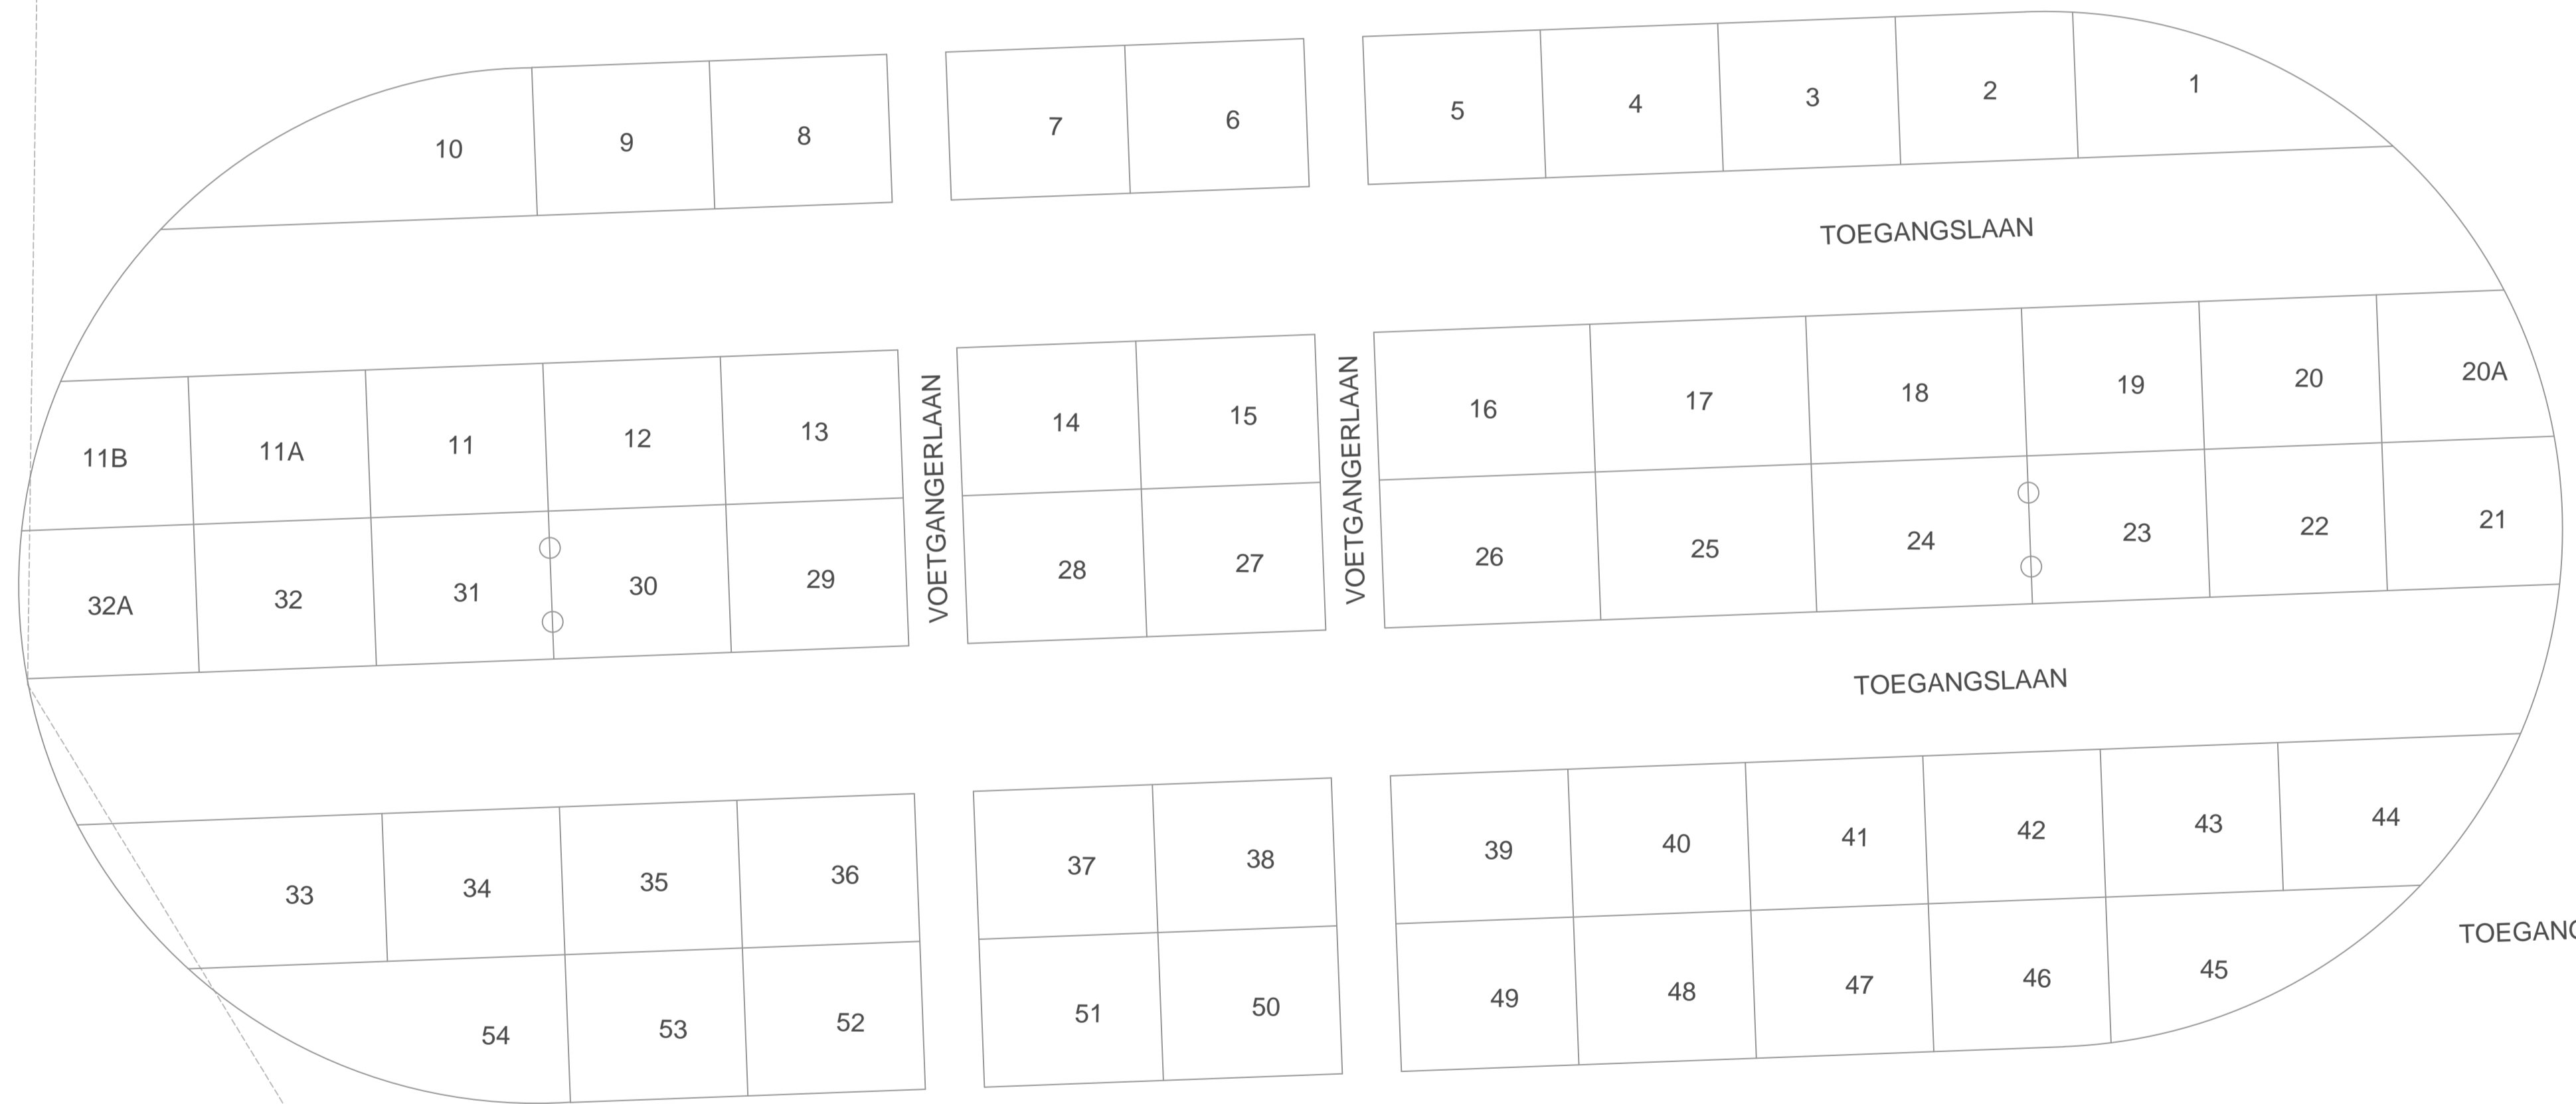 10 9 8 7 6 5 4 3 2 1
TOEGANGSLAAN
11B 11A 11 12 13 14 15 16 17 18 19 20 20A
VOETGANGERLAAN
VOETGANGERLAAN
32A 32 31 30 29 28 27 26 25 24 23 22 21
TOEGANGSLAAN
33 34 35 36 37 38 39 40 41 42 43 44
TOEGANG
54 53 52 51 50 49 48 47 46 45